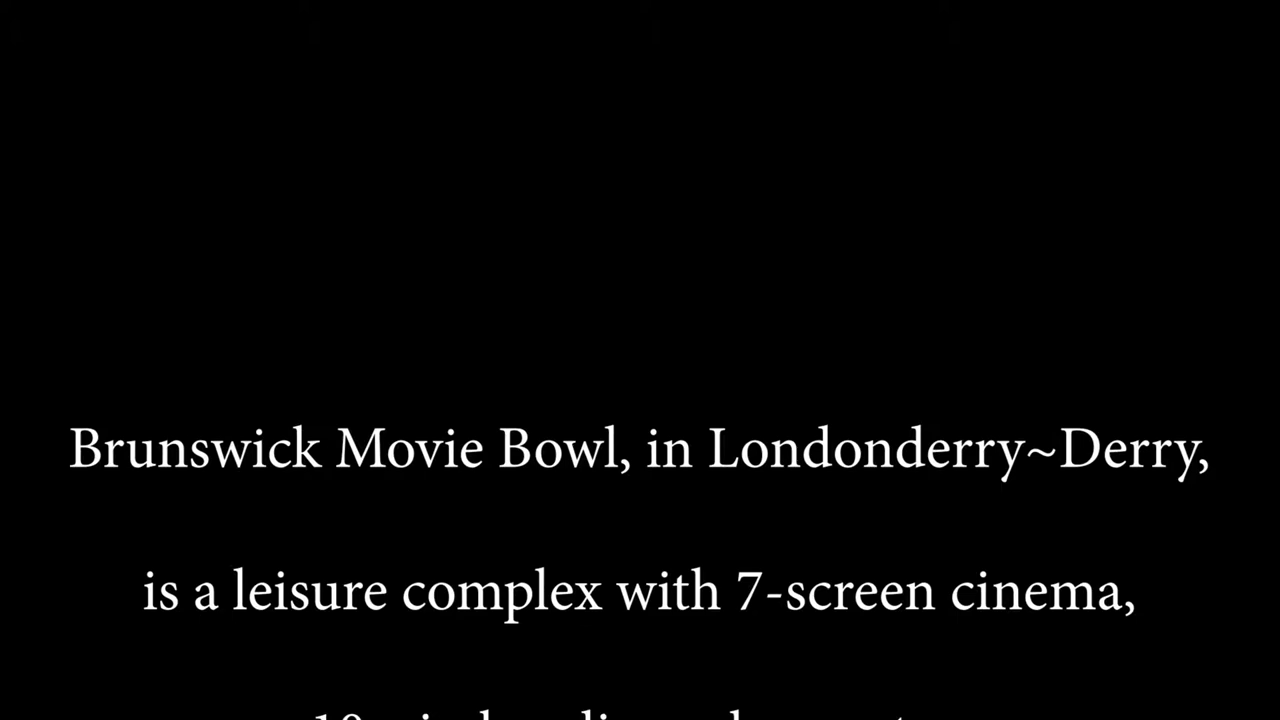 Brunswick Movie Bowl, in Londonderry~Derry,
is a leisure complex with 7-screen cinema,